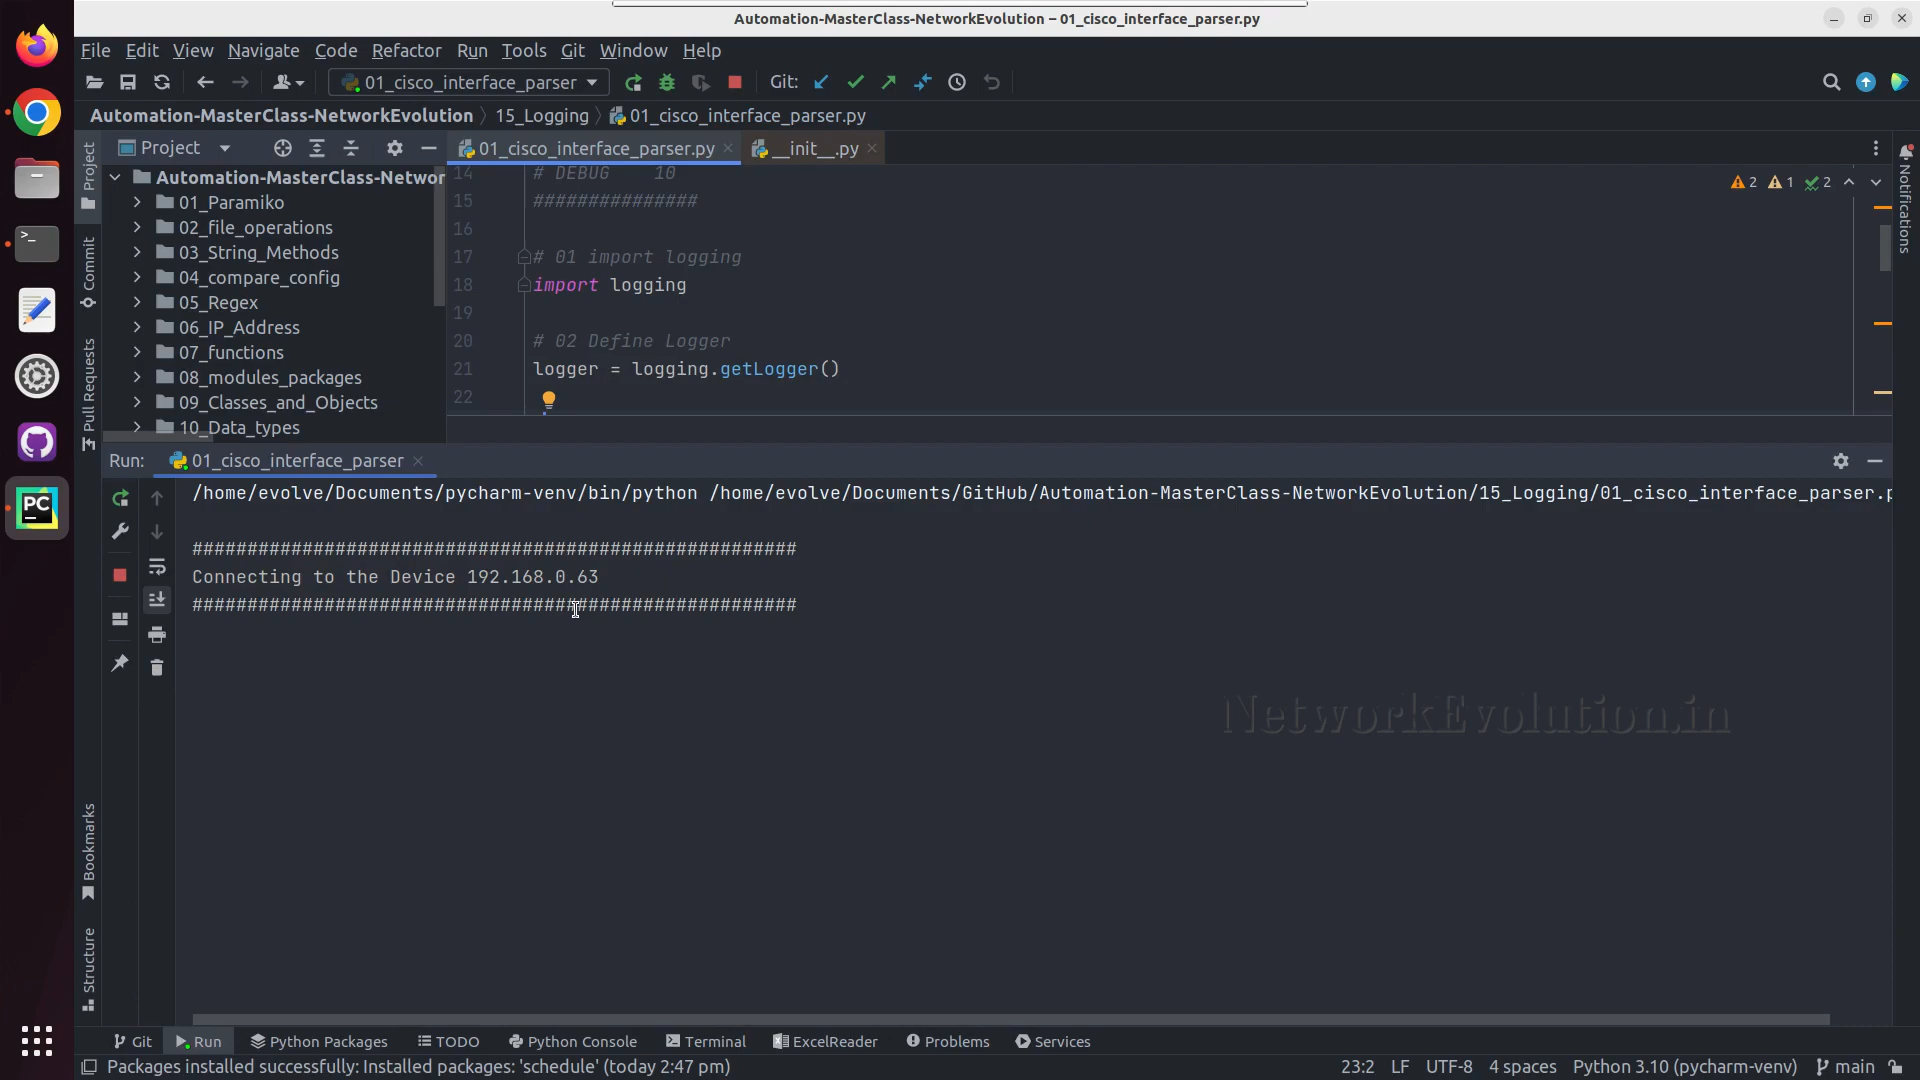 Automation-MasterClass-NetworkEvolution – 01_cisco_interface_parser.py
File Edit View Navigate Code Refactor Run Tools Git Window Help
01_cisco_interface_parser Git:
Automation-MasterClass-NetworkEvolution 15_Logging 01_cisco_interface_parser.py
Project
01_cisco_interface_parser.py
__init__.py
Project
Commit
Pull Requests
Bookmarks
Structure
Notifications
Automation-MasterClass-Networ
01_Paramiko
02_file_operations
03_String_Methods
04_compare_config
05_Regex
06_IP_Address
07_functions
08_modules_packages
09_Classes_and_Objects
10_Data_types
14 # DEBUG    10
15 ###############
16
17 # 01 import logging
18 import logging
19
20 # 02 Define Logger
21 logger = logging.getLogger()
22
2 1 2
Run: 01_cisco_interface_parser
/home/evolve/Documents/pycharm-venv/bin/python /home/evolve/Documents/GitHub/Automation-MasterClass-NetworkEvolution/15_Logging/01_cisco_interface_parser.p
#######################################################
Connecting to the Device 192.168.0.63
#######################################################
NetworkEvolution.in
PC
Git Run Python Packages TODO Python Console Terminal ExcelReader Problems Services
Packages installed successfully: Installed packages: 'schedule' (today 2:47 pm) 23:2 LF UTF-8 4 spaces Python 3.10 (pycharm-venv) main